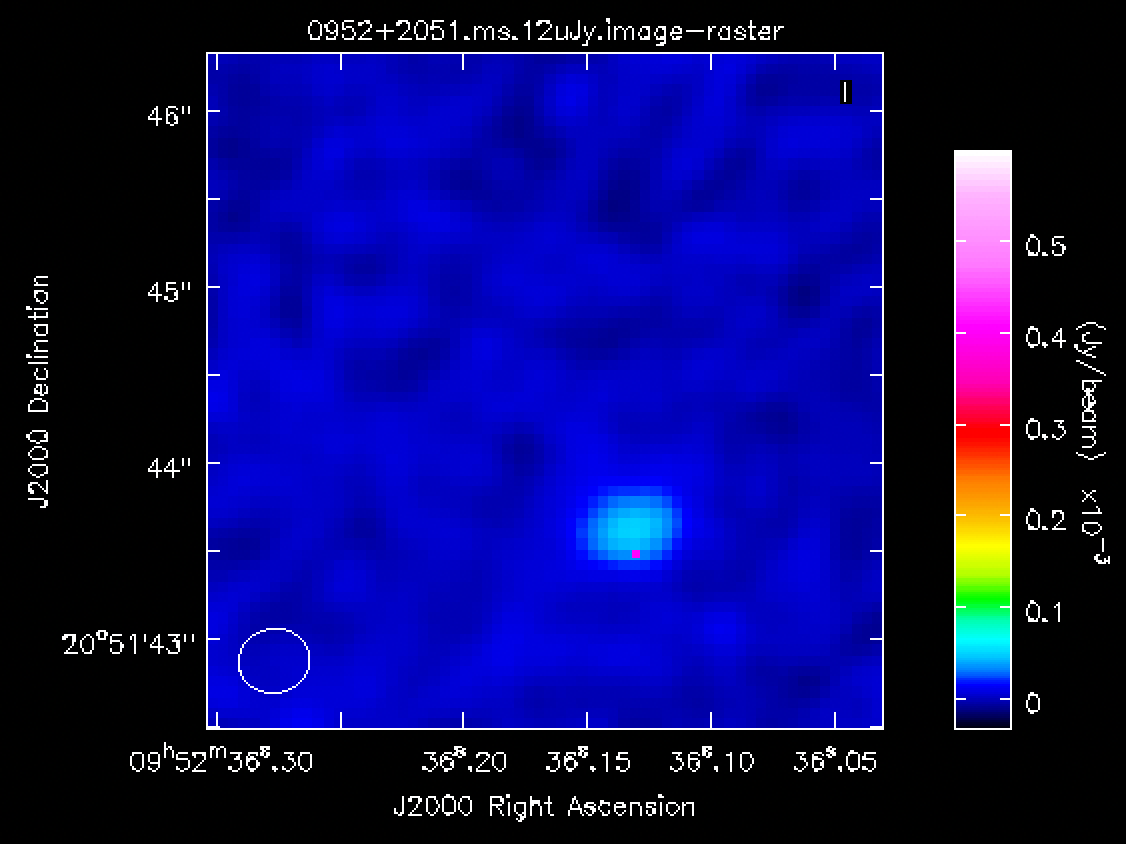 0952+2051.ms.12uJy.image-raster
I
46"
45"
44"
20°51'43"
J2000 Declination
09ʰ52ᵐ36ˢ.30
36ˢ.20
36ˢ.15
36ˢ.10
36ˢ.05
J2000 Right Ascension
0.5
0.4
0.3
0.2
0.1
0
(Jy/beam) x10⁻³